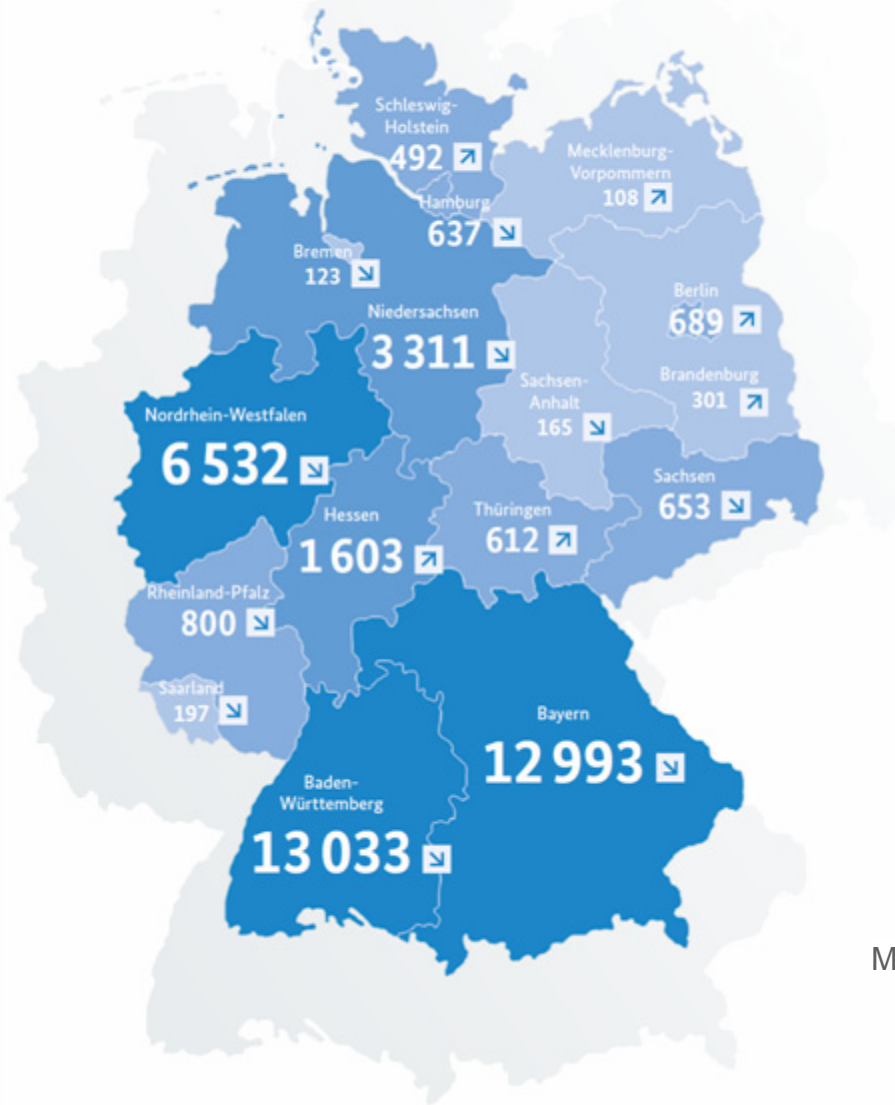 Schleswig-
Holstein
492
Mecklenburg-
Vorpommern
108
Hamburg
637
Bremen
123
Niedersachsen
3 311
Berlin
689
Brandenburg
301
Sachsen-
Anhalt
165
Nordrhein-Westfalen
6 532
Sachsen
653
Hessen
1 603
Thüringen
612
Rheinland-Pfalz
800
Saarland
197
Bayern
12 993
Baden-
Württemberg
13 033
M